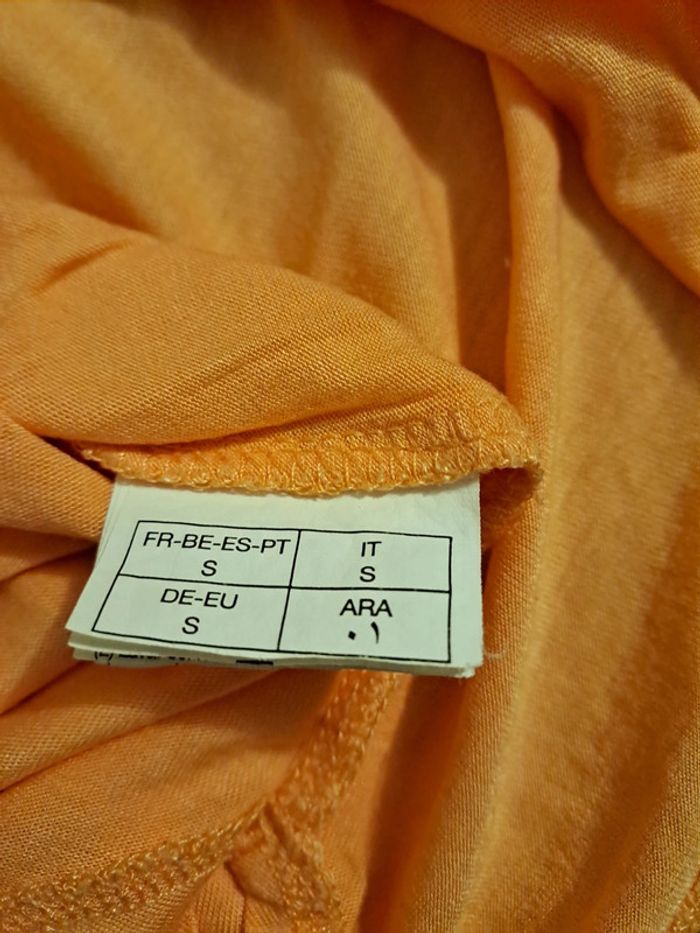 FR-BE-ES-PT IT
S S
DE-EU ARA
S ٠١